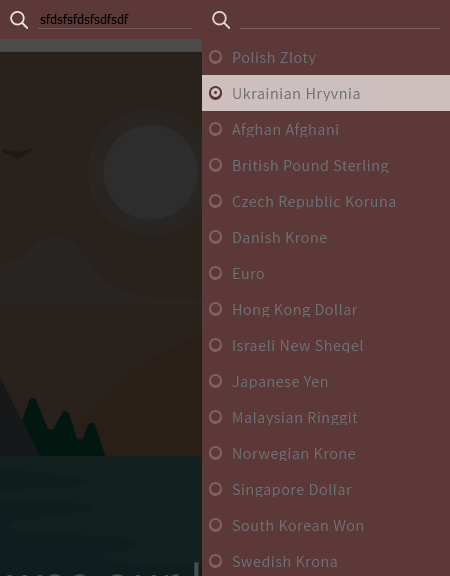 sfdsfsfdsfsdfsdf
Polish Zloty
Ukrainian Hryvnia
Afghan Afghani
British Pound Sterling
Czech Republic Koruna
Danish Krone
Euro
Hong Kong Dollar
Israeli New Sheqel
Japanese Yen
Malaysian Ringgit
Norwegian Krone
Singapore Dollar
South Korean Won
Swedish Krona